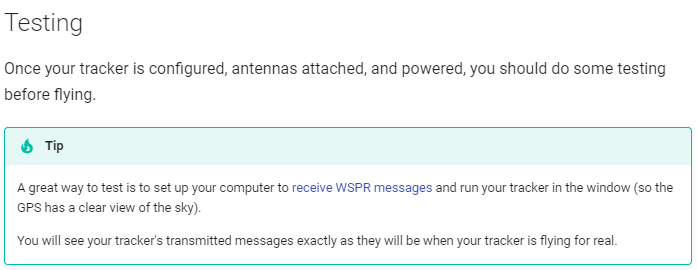 Testing
Once your tracker is configured, antennas attached, and powered, you should do some testing
before flying.
Tip
A great way to test is to set up your computer to receive WSPR messages and run your tracker in the window (so the
GPS has a clear view of the sky).
You will see your tracker's transmitted messages exactly as they will be when your tracker is flying for real.